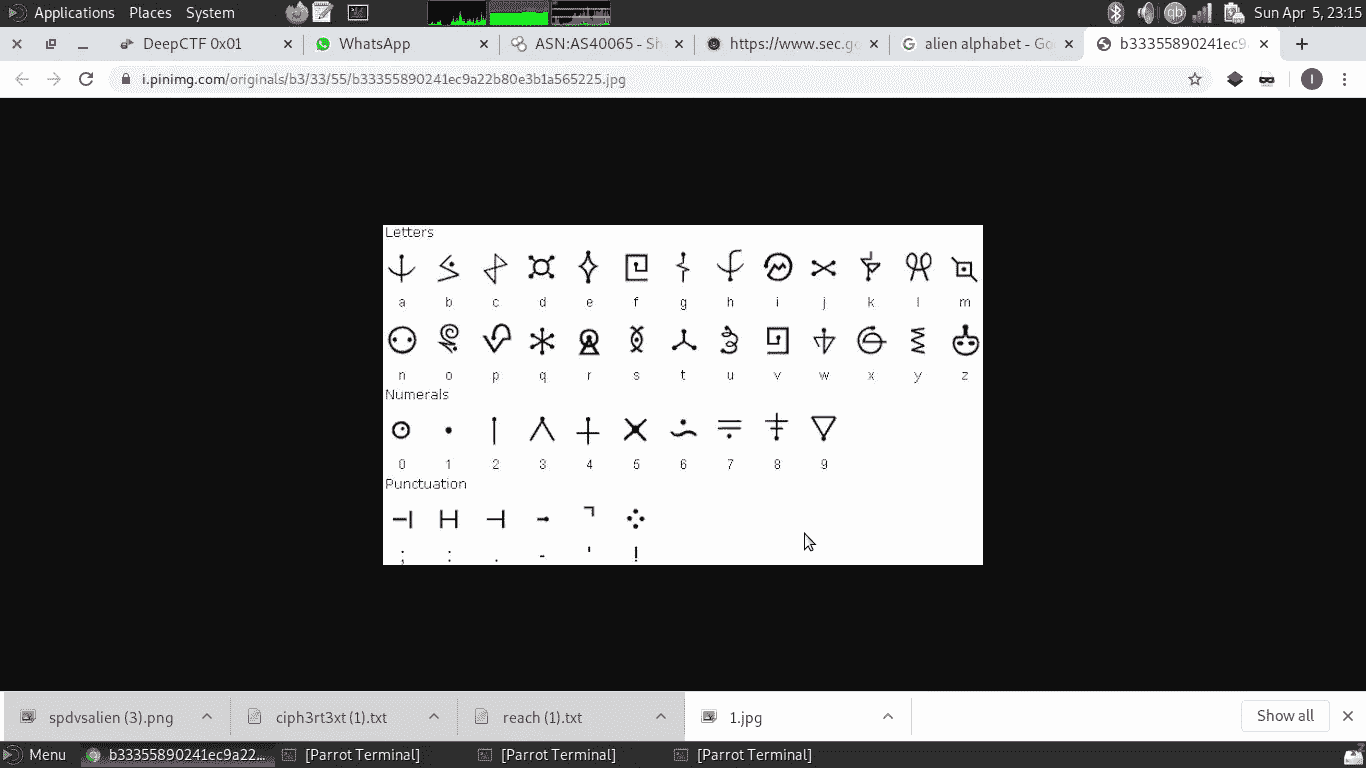 Applications Places System Sun Apr 5, 23:15
DeepCTF 0x01 WhatsApp ASN:AS40065 - Sh https://www.sec.go alien alphabet - Go b33355890241ec9
i.pinimg.com/originals/b3/33/55/b33355890241ec9a22b80e3b1a565225.jpg
Letters
a b c d e f g h i j k l m
n o p q r s t u v w x y z
Numerals
0 1 2 3 4 5 6 7 8 9
Punctuation
; : . - ' !
spdvsalien (3).png ciph3rt3xt (1).txt reach (1).txt 1.jpg Show all
Menu b33355890241ec9a22... [Parrot Terminal] [Parrot Terminal] [Parrot Terminal]